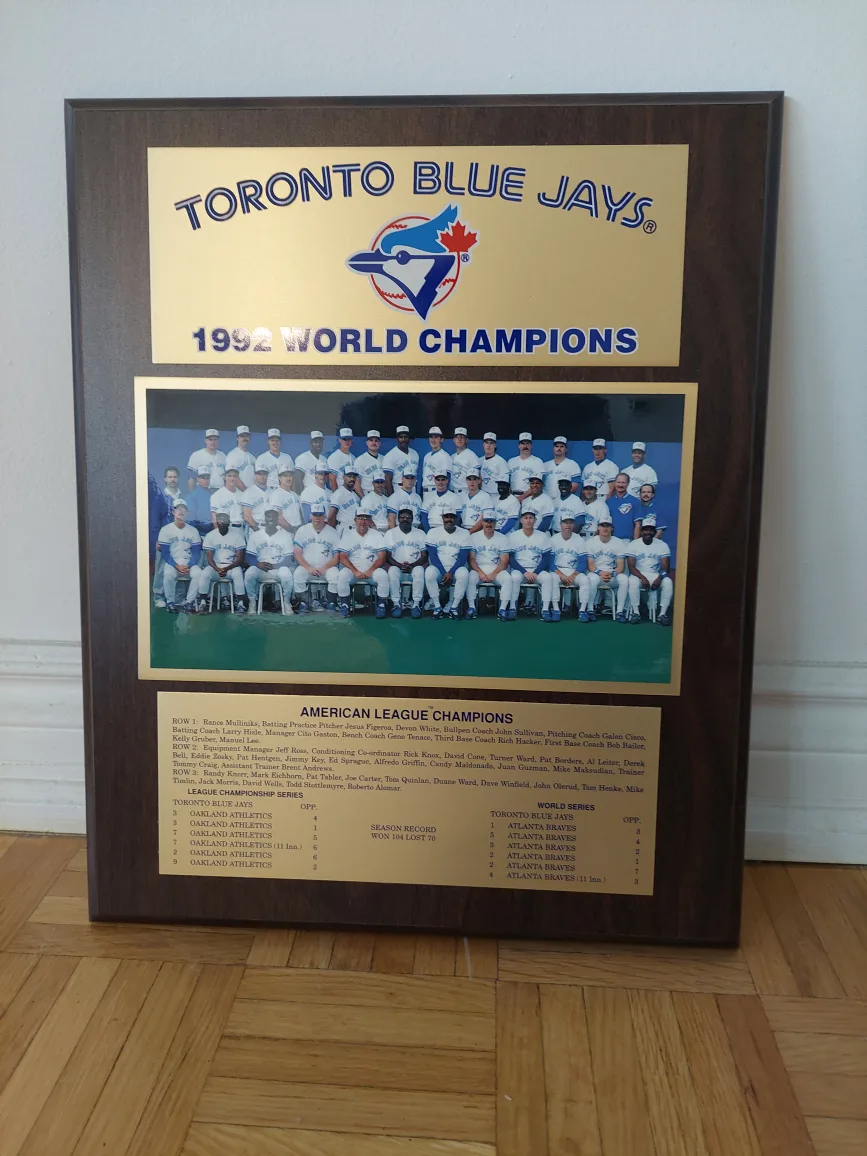 TORONTO BLUE JAYS®
®
1992 WORLD CHAMPIONS
AMERICAN LEAGUE™ CHAMPIONS
ROW 1: Rance Mulliniks, Batting Practice Pitcher Jesus Figeroa, Devon White, Bullpen Coach John Sullivan, Pitching Coach Galen Cisco,
Batting Coach Larry Hisle, Manager Cito Gaston, Bench Coach Gene Tenace, Third Base Coach Rich Hacker, First Base Coach Bob Bailor,
Kelly Gruber, Manuel Lee.
ROW 2: Equipment Manager Jeff Ross, Conditioning Co-ordinator Rick Knox, David Cone, Turner Ward, Pat Borders, Al Leiter, Derek
Bell, Eddie Zosky, Pat Hentgen, Jimmy Key, Ed Sprague, Alfredo Griffin, Candy Maldonado, Juan Guzman, Mike Maksudian, Trainer
Tommy Craig, Assistant Trainer Brent Andrews.
ROW 3: Randy Knorr, Mark Eichhorn, Pat Tabler, Joe Carter, Tom Quinlan, Duane Ward, Dave Winfield, John Olerud, Tom Henke, Mike
Timlin, Jack Morris, David Wells, Todd Stottlemyre, Roberto Alomar.
LEAGUE CHAMPIONSHIP SERIES
TORONTO BLUE JAYS OPP.
3 OAKLAND ATHLETICS 4
3 OAKLAND ATHLETICS 1
7 OAKLAND ATHLETICS 5
7 OAKLAND ATHLETICS (11 Inn.) 6
2 OAKLAND ATHLETICS 6
9 OAKLAND ATHLETICS 2
SEASON RECORD
WON 104 LOST 70
WORLD SERIES
TORONTO BLUE JAYS OPP.
1 ATLANTA BRAVES 3
5 ATLANTA BRAVES 4
3 ATLANTA BRAVES 2
2 ATLANTA BRAVES 1
2 ATLANTA BRAVES 7
4 ATLANTA BRAVES (11 Inn.) 3